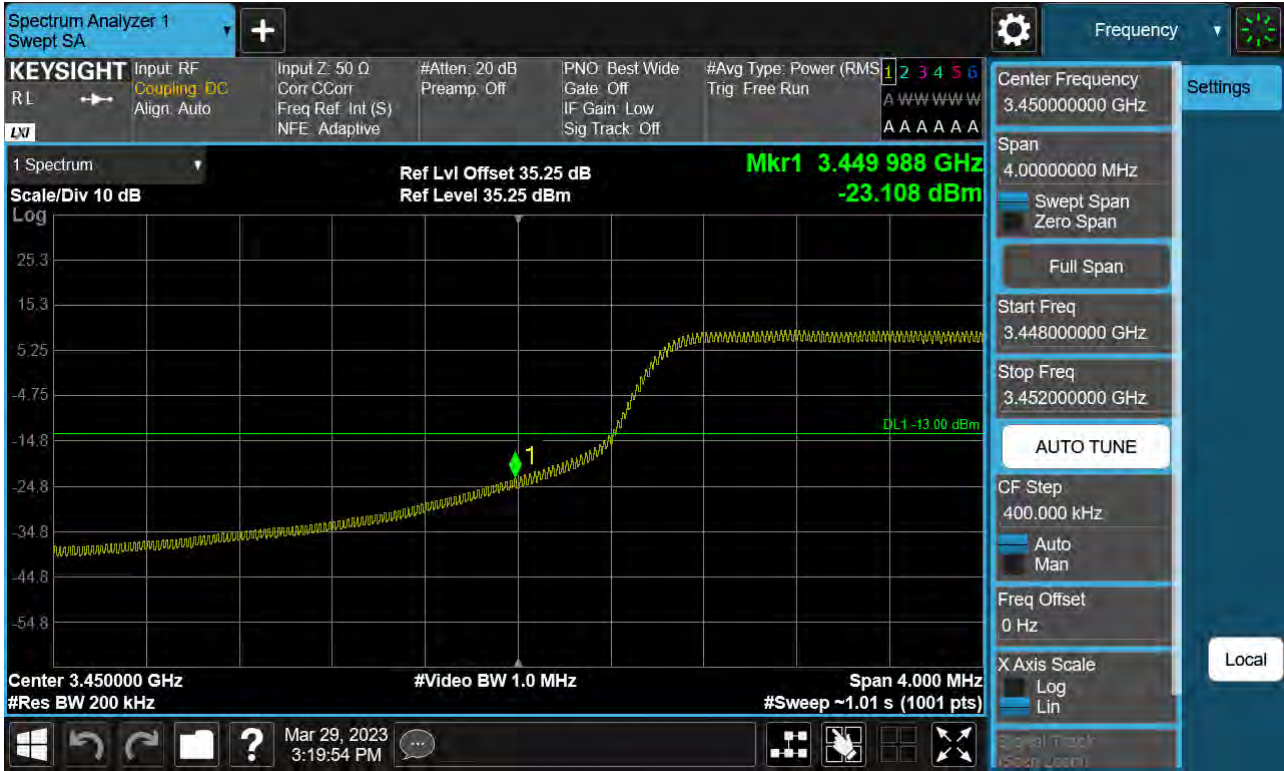 Spectrum Analyzer 1
Swept SA
+
Frequency
KEYSIGHT
R L
LXI
Input: RF
Coupling: DC
Align: Auto
Input Z: 50 Ω
Corr CCorr
Freq Ref: Int (S)
NFE: Adaptive
#Atten: 20 dB
Preamp: Off
PNO: Best Wide
Gate: Off
IF Gain: Low
Sig Track: Off
#Avg Type: Power (RMS
Trig: Free Run
1 2 3 4 5 6
A W W W W W
A A A A A A
1 Spectrum
Scale/Div 10 dB
Log
Ref Lvl Offset 35.25 dB
Ref Level 35.25 dBm
Mkr1 3.449 988 GHz
-23.108 dBm
25.3
15.3
5.25
-4.75
DL1 -13.00 dBm
-14.8
1
-24.8
-34.8
-44.8
-54.8
Center 3.450000 GHz
#Res BW 200 kHz
#Video BW 1.0 MHz
Span 4.000 MHz
#Sweep ~1.01 s (1001 pts)
Center Frequency
3.450000000 GHz
Settings
Span
4.00000000 MHz
Swept Span
Zero Span
Full Span
Start Freq
3.448000000 GHz
Stop Freq
3.452000000 GHz
AUTO TUNE
CF Step
400.000 kHz
Auto
Man
Freq Offset
0 Hz
X Axis Scale
Log
Lin
Local
Signal Track
(Span Zoom)
?
Mar 29, 2023
3:19:54 PM